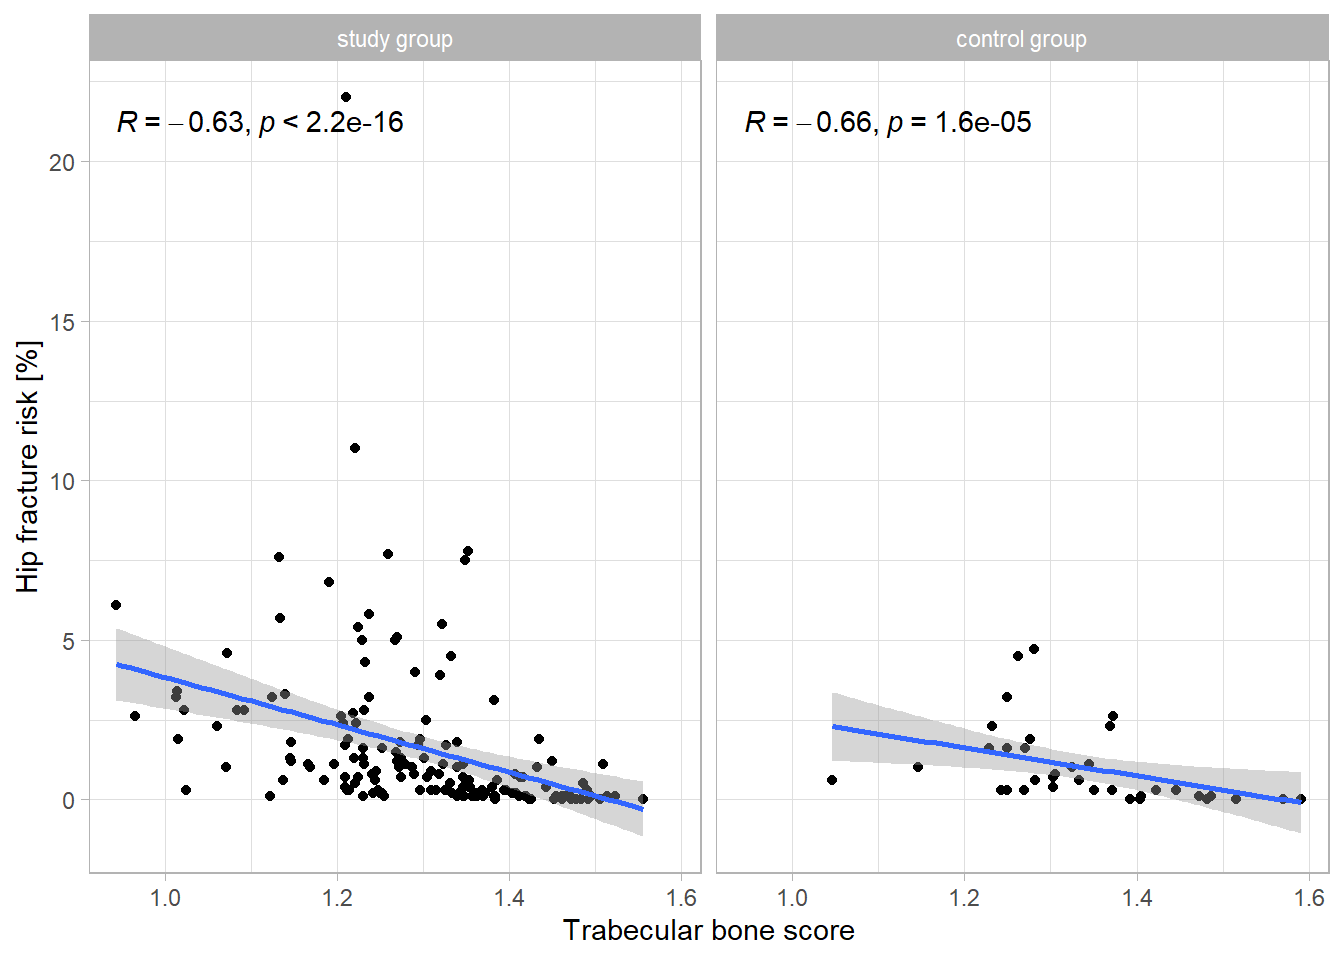 study group
control group
R = −0.63, p < 2.2e-16
R = −0.66, p = 1.6e-05
20
15
10
5
0
Hip fracture risk [%]
1.0 1.2 1.4 1.6
1.0 1.2 1.4 1.6
Trabecular bone score